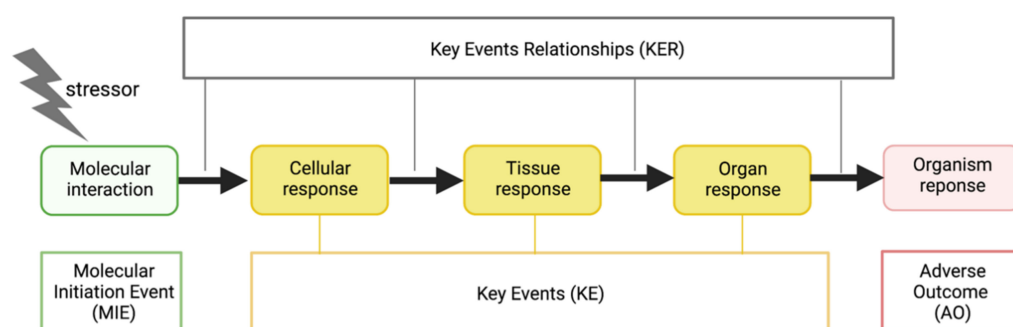 Key Events Relationships (KER)
stressor
Molecular
interaction
Cellular
response
Tissue
response
Organ
response
Organism
reponse
Molecular
Initiation Event
(MIE)
Key Events (KE)
Adverse
Outcome
(AO)